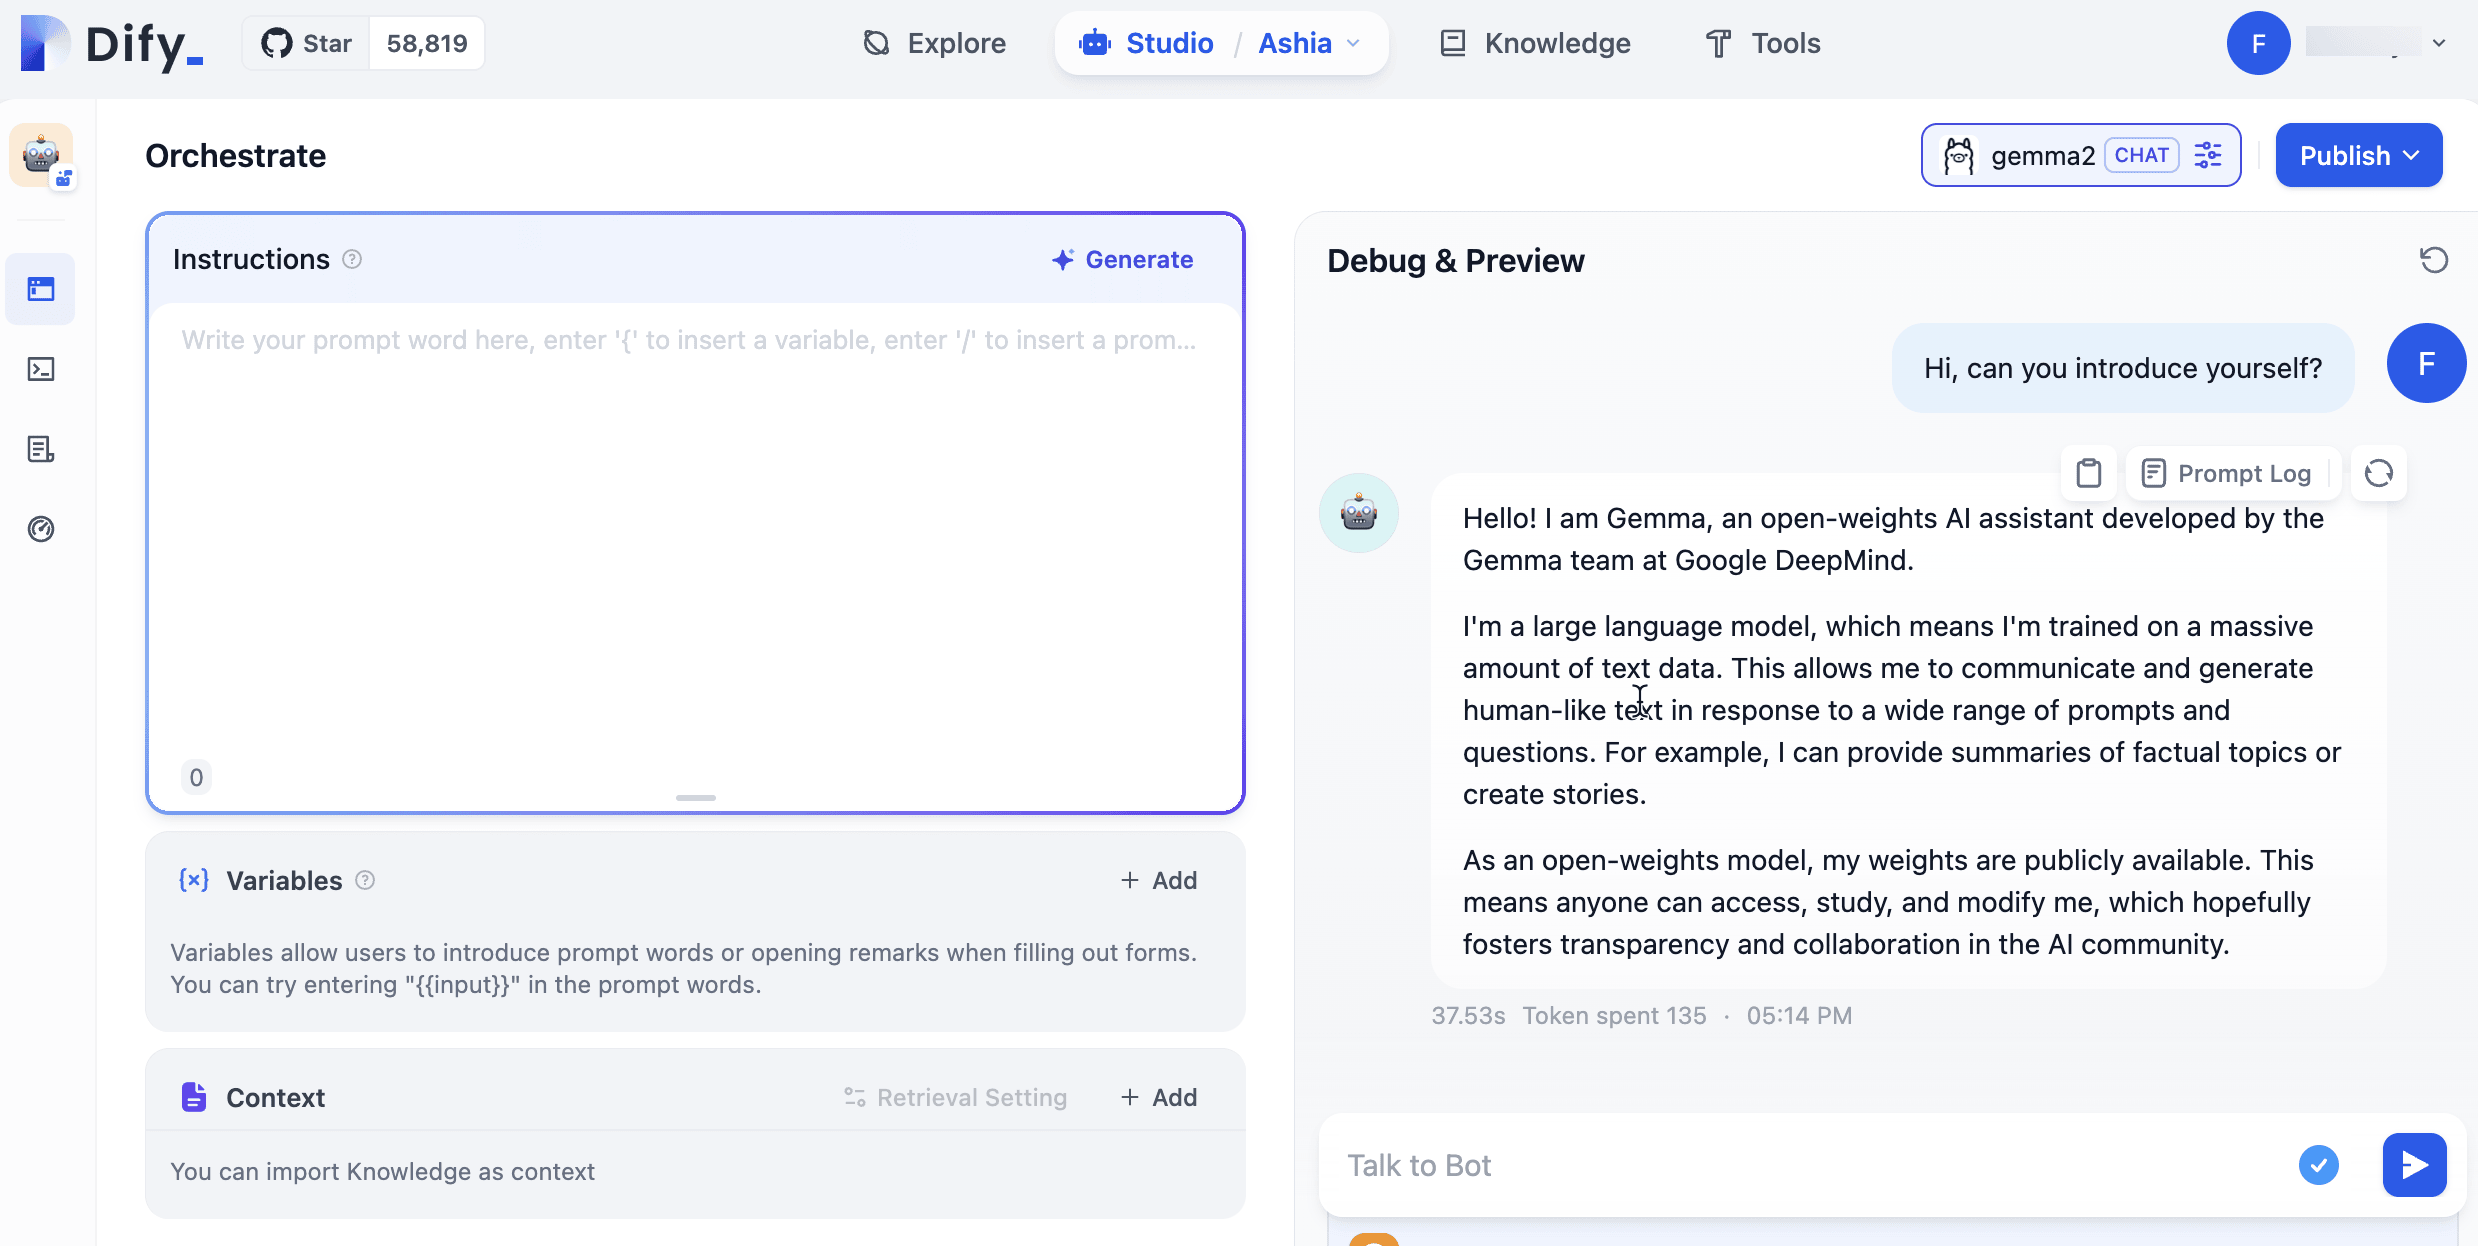 Dify_
Star 58,819
Explore
Studio / Ashia
Knowledge
Tools
F
Orchestrate
gemma2 CHAT
Publish
Instructions
Generate
Write your prompt word here, enter '{' to insert a variable, enter '/' to insert a prom...
0
Variables
+ Add
Variables allow users to introduce prompt words or opening remarks when filling out forms.
You can try entering "{{input}}" in the prompt words.
Context
Retrieval Setting
+ Add
You can import Knowledge as context
Debug & Preview
Hi, can you introduce yourself?
F
Prompt Log
Hello! I am Gemma, an open-weights AI assistant developed by the
Gemma team at Google DeepMind.
I'm a large language model, which means I'm trained on a massive
amount of text data. This allows me to communicate and generate
human-like text in response to a wide range of prompts and
questions. For example, I can provide summaries of factual topics or
create stories.
As an open-weights model, my weights are publicly available. This
means anyone can access, study, and modify me, which hopefully
fosters transparency and collaboration in the AI community.
37.53s Token spent 135 · 05:14 PM
Talk to Bot